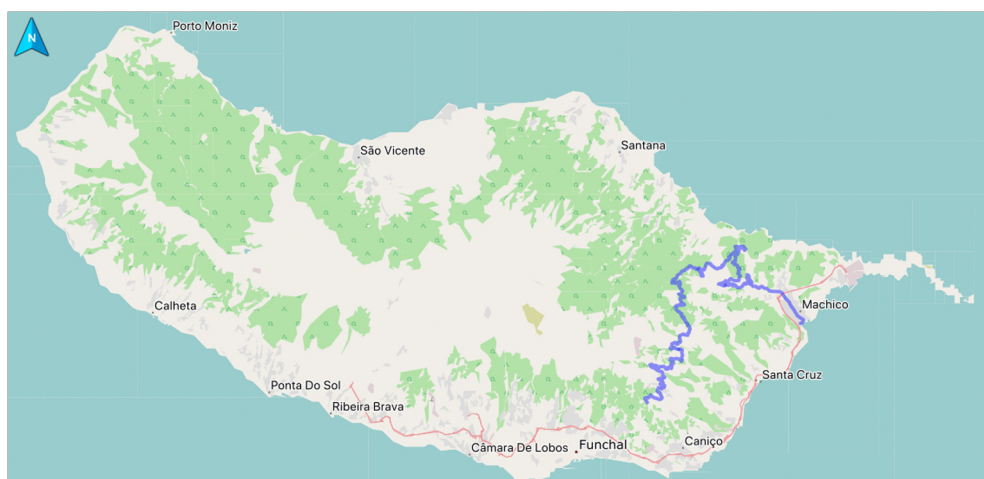 N
Porto Moniz
São Vicente
Santana
Calheta
Machico
Santa Cruz
Ponta Do Sol
Ribeira Brava
Câmara De Lobos
Funchal
Caniço